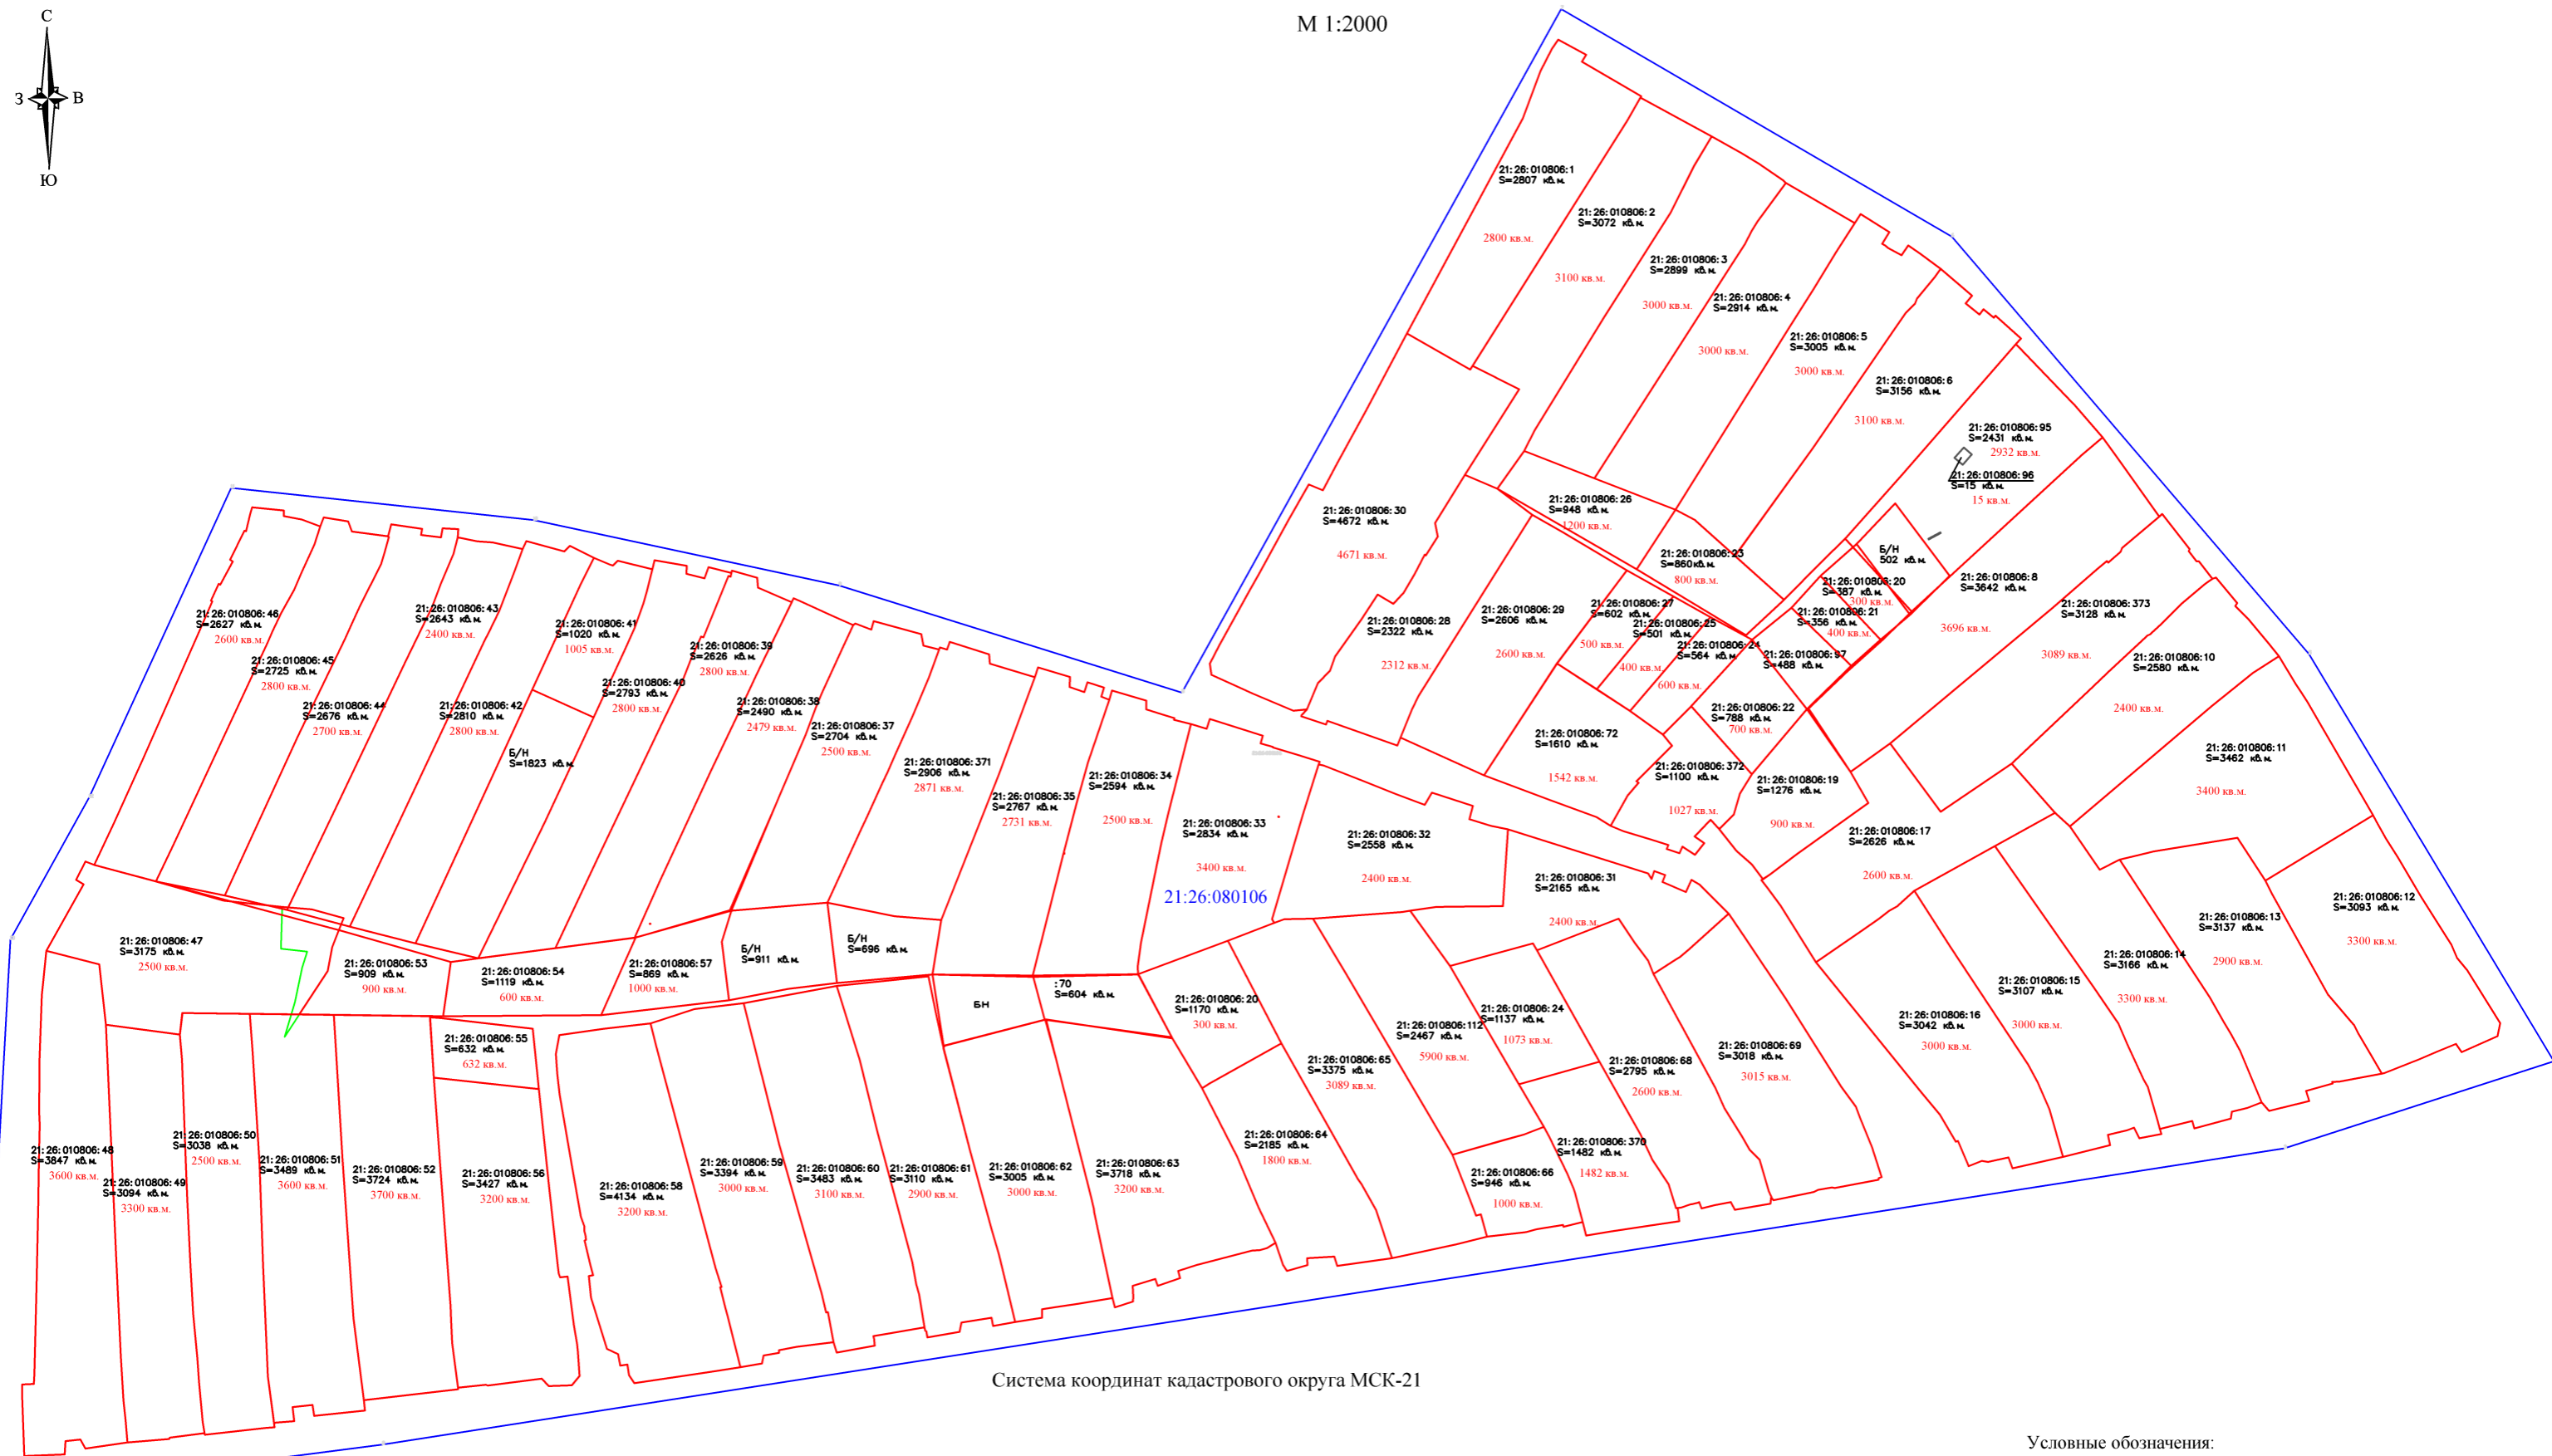 С
М 1:2000
З
В
Ю
21:26:010806:1
S=2807 кв.м.
2800 кв.м.
21:26:010806:2
S=3072 кв.м.
3100 кв.м.
21:26:010806:3
S=2899 кв.м.
3000 кв.м.
21:26:010806:4
S=2914 кв.м.
3000 кв.м.
21:26:010806:5
S=3005 кв.м.
3000 кв.м.
21:26:010806:6
S=3156 кв.м.
3100 кв.м.
21:26:010806:95
S=2431 кв.м.
2932 кв.м.
21:26:010806:96
S=15 кв.м.
15 кв.м.
21:26:010806:30
S=4672 кв.м.
4671 кв.м.
21:26:010806:26
S=948 кв.м.
1200 кв.м.
21:26:010806:23
S=860кв.м.
800 кв.м.
Б/Н
502 кв.м.
21:26:010806:20
S=387 кв.м.
300 кв.м.
21:26:010806:21
S=356 кв.м.
400 кв.м.
21:26:010806:8
S=3642 кв.м.
3696 кв.м.
21:26:010806:373
S=3128 кв.м.
3089 кв.м.
21:26:010806:10
S=2580 кв.м.
2400 кв.м.
21:26:010806:28
S=2322 кв.м.
2312 кв.м.
21:26:010806:29
S=2606 кв.м.
2600 кв.м.
21:26:010806:27
S=602 кв.м.
500 кв.м.
21:26:010806:25
S=501 кв.м.
400 кв.м.
21:26:010806:24
S=564 кв.м.
600 кв.м.
21:26:010806:97
S=488 кв.м.
21:26:010806:22
S=788 кв.м.
700 кв.м.
21:26:010806:72
S=1610 кв.м.
1542 кв.м.
21:26:010806:372
S=1100 кв.м.
1027 кв.м.
21:26:010806:19
S=1276 кв.м.
900 кв.м.
21:26:010806:11
S=3462 кв.м.
3400 кв.м.
21:26:010806:17
S=2626 кв.м.
2600 кв.м.
21:26:010806:12
S=3093 кв.м.
3300 кв.м.
21:26:010806:13
S=3137 кв.м.
2900 кв.м.
21:26:010806:14
S=3166 кв.м.
3300 кв.м.
21:26:010806:15
S=3107 кв.м.
3000 кв.м.
21:26:010806:16
S=3042 кв.м.
3000 кв.м.
21:26:010806:46
S=2627 кв.м.
2600 кв.м.
21:26:010806:45
S=2725 кв.м.
2800 кв.м.
21:26:010806:44
S=2676 кв.м.
2700 кв.м.
21:26:010806:43
S=2643 кв.м.
2400 кв.м.
21:26:010806:42
S=2810 кв.м.
2800 кв.м.
21:26:010806:41
S=1020 кв.м.
1005 кв.м.
Б/Н
S=1823 кв.м.
21:26:010806:40
S=2793 кв.м.
2800 кв.м.
21:26:010806:39
S=2626 кв.м.
2800 кв.м.
21:26:010806:38
S=2490 кв.м.
2479 кв.м.
21:26:010806:37
S=2704 кв.м.
2500 кв.м.
21:26:010806:371
S=2906 кв.м.
2871 кв.м.
21:26:010806:35
S=2767 кв.м.
2731 кв.м.
21:26:010806:34
S=2594 кв.м.
2500 кв.м.
21:26:010806:33
S=2834 кв.м.
3400 кв.м.
21:26:080106
21:26:010806:32
S=2558 кв.м.
2400 кв.м.
21:26:010806:31
S=2165 кв.м.
2400 кв.м.
21:26:010806:47
S=3175 кв.м.
2500 кв.м.
21:26:010806:53
S=909 кв.м.
900 кв.м.
21:26:010806:54
S=1119 кв.м.
600 кв.м.
21:26:010806:57
S=869 кв.м.
1000 кв.м.
Б/Н
S=911 кв.м.
Б/Н
S=696 кв.м.
БН
:70
S=604 кв.м.
21:26:010806:20
S=1170 кв.м.
300 кв.м.
21:26:010806:65
S=3375 кв.м.
3089 кв.м.
21:26:010806:112
S=2467 кв.м.
5900 кв.м.
21:26:010806:24
S=1137 кв.м.
1073 кв.м.
21:26:010806:68
S=2795 кв.м.
2600 кв.м.
21:26:010806:69
S=3018 кв.м.
3015 кв.м.
21:26:010806:55
S=632 кв.м.
632 кв.м.
21:26:010806:48
S=3847 кв.м.
3600 кв.м.
21:26:010806:49
S=3094 кв.м.
3300 кв.м.
21:26:010806:50
S=3038 кв.м.
2500 кв.м.
21:26:010806:51
S=3489 кв.м.
3600 кв.м.
21:26:010806:52
S=3724 кв.м.
3700 кв.м.
21:26:010806:56
S=3427 кв.м.
3200 кв.м.
21:26:010806:58
S=4134 кв.м.
3200 кв.м.
21:26:010806:59
S=3394 кв.м.
3000 кв.м.
21:26:010806:60
S=3483 кв.м.
3100 кв.м.
21:26:010806:61
S=3110 кв.м.
2900 кв.м.
21:26:010806:62
S=3005 кв.м.
3000 кв.м.
21:26:010806:63
S=3718 кв.м.
3200 кв.м.
21:26:010806:64
S=2185 кв.м.
1800 кв.м.
21:26:010806:66
S=946 кв.м.
1000 кв.м.
21:26:010806:370
S=1482 кв.м.
1482 кв.м.
Система координат кадастрового округа МСК-21
Условные обозначения: